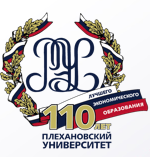 РЭУ
ЛУЧШЕГО
ЭКОНОМИЧЕСКОГО
ОБРАЗОВАНИЯ
110 ЛЕТ
ПЛЕХАНОВСКИЙ
УНИВЕРСИТЕТ